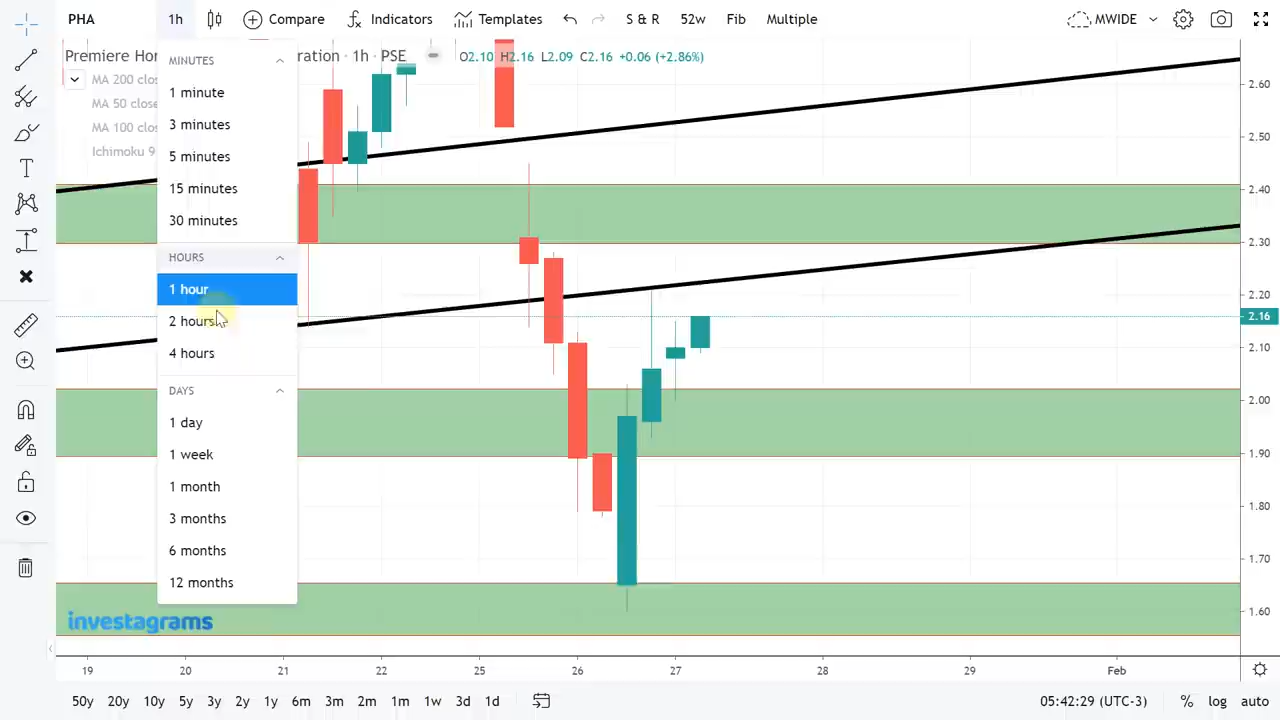 PHA 1h Compare Indicators Templates S & R 52w Fib Multiple MWIDE
Premiere Hor ration · 1h · PSE O2.10 H2.16 L2.09 C2.16 +0.06 (+2.86%)
MA 200 clos
MA 50 close
MA 100 clos
Ichimoku 9
MINUTES
1 minute
3 minutes
5 minutes
15 minutes
30 minutes
HOURS
1 hour
2 hours
4 hours
DAYS
1 day
1 week
1 month
3 months
6 months
12 months
2.60
2.50
2.40
2.30
2.20
2.16
2.10
2.00
1.90
1.80
1.70
1.60
investagrams
19 20 21 22 25 26 27 28 29 Feb
50y 20y 10y 5y 3y 2y 1y 6m 3m 2m 1m 1w 3d 1d 05:42:29 (UTC-3) % log auto